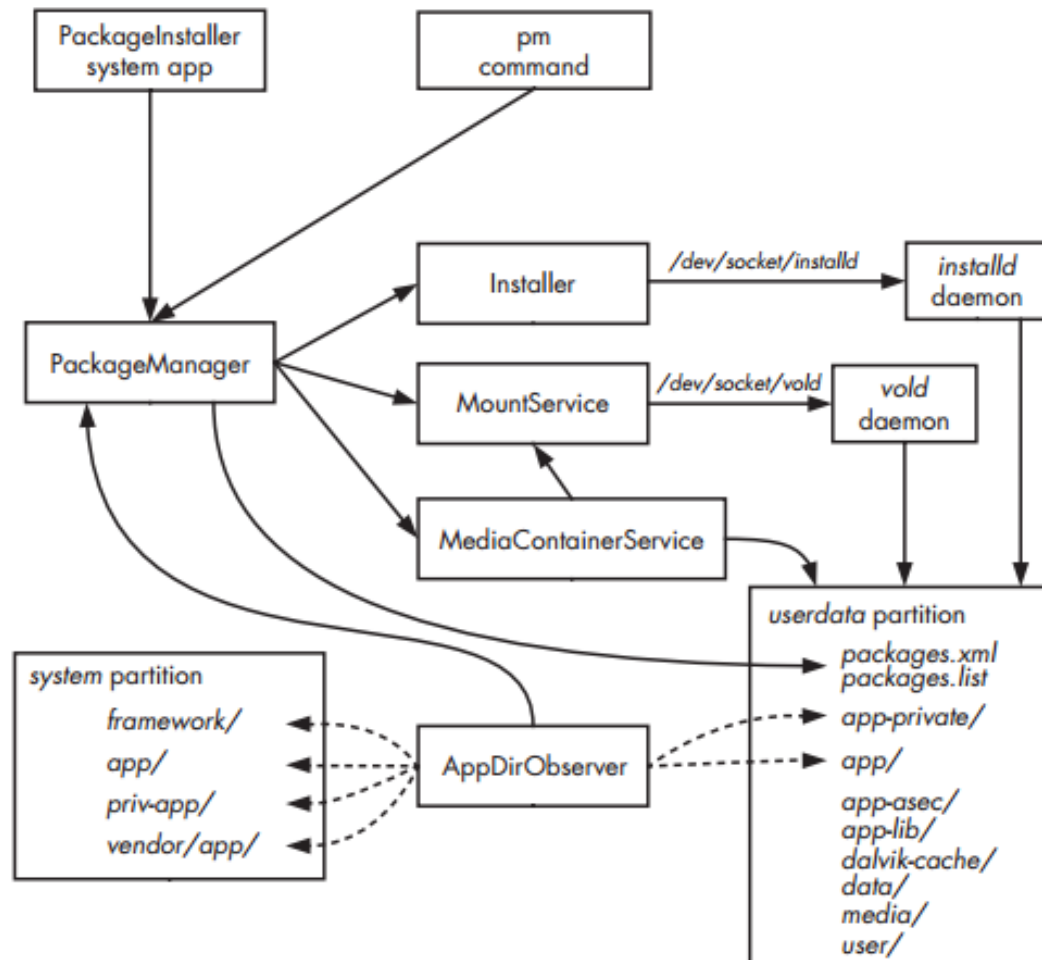 PackageInstaller
system app
pm
command
Installer
/dev/socket/installd
installd
daemon
PackageManager
MountService
/dev/socket/vold
vold
daemon
MediaContainerService
userdata partition
packages.xml
packages.list
app-private/
app/
app-asec/
app-lib/
dalvik-cache/
data/
media/
user/
system partition
framework/
app/
priv-app/
vendor/app/
AppDirObserver